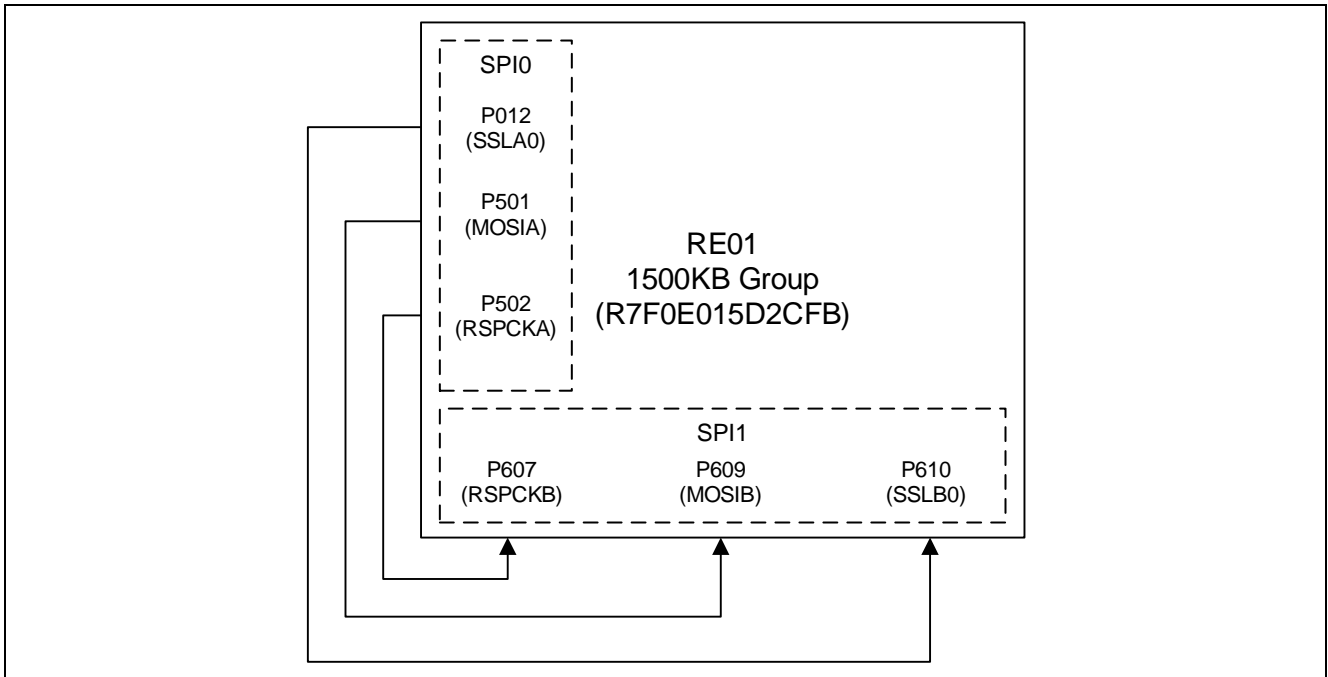 SPI0
P012
(SSLA0)
P501
(MOSIA)
P502
(RSPCKA)
RE01
1500KB Group
(R7F0E015D2CFB)
SPI1
P607
(RSPCKB)
P609
(MOSIB)
P610
(SSLB0)